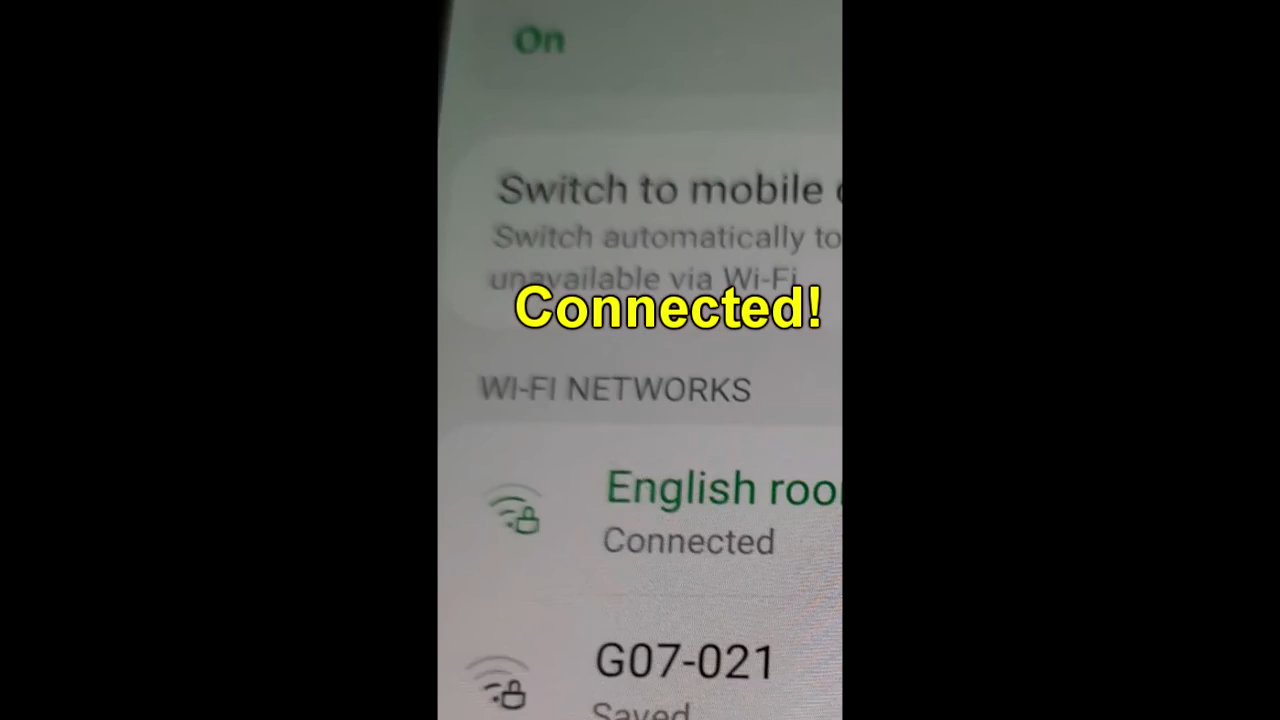 On
Switch to mobile
Switch automatically to
unavailable via Wi-Fi
Connected!
WI-FI NETWORKS
English
Connected
G07-021
Saved